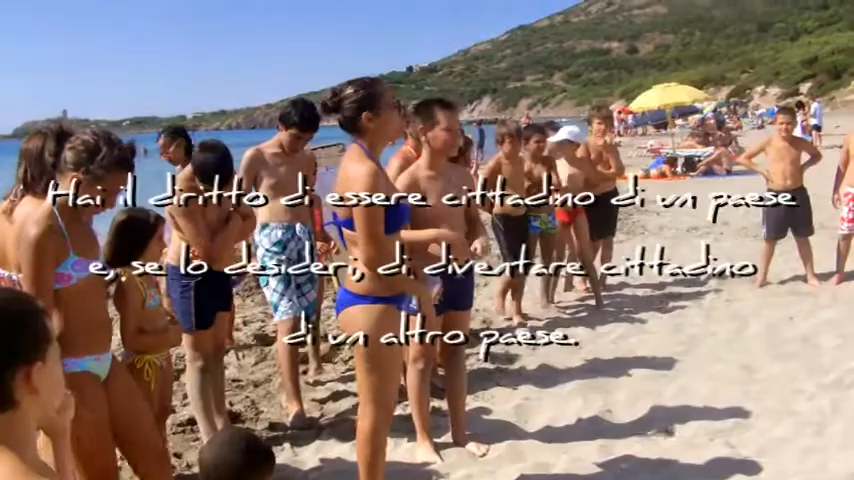 Hai il diritto di essere cittadino di un paese
e, se lo desideri, di diventare cittadino
di un altro paese